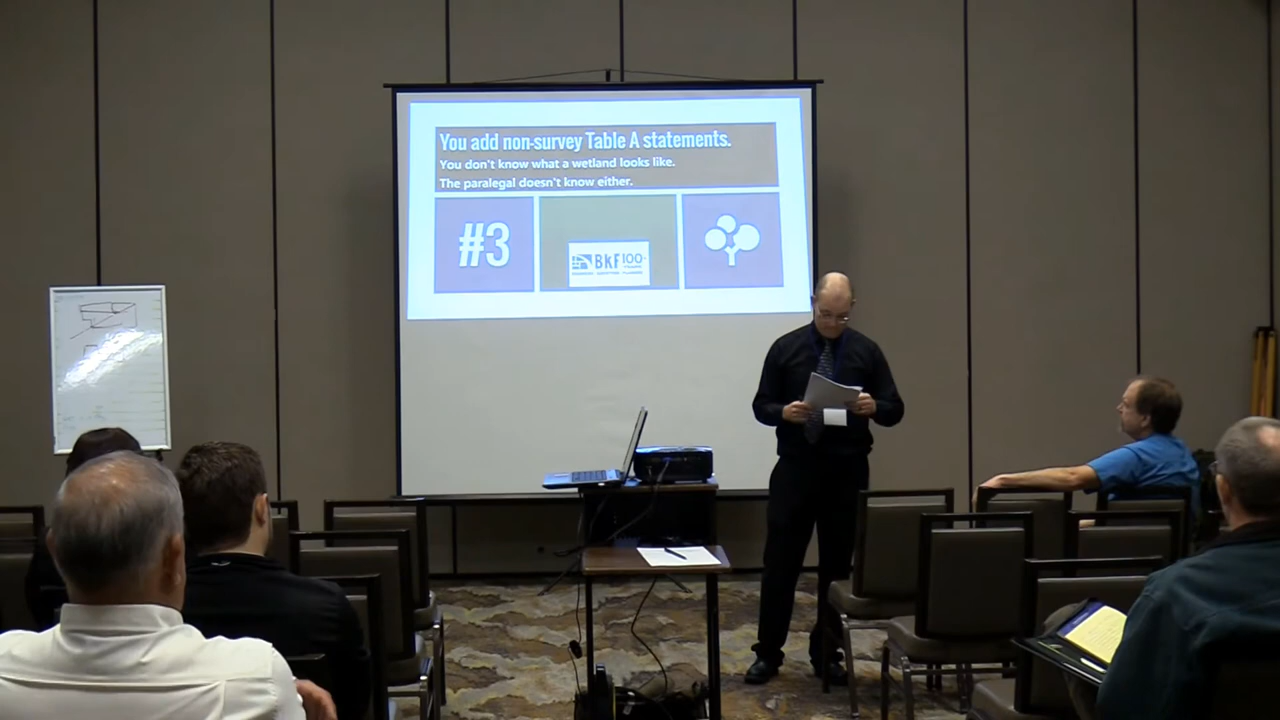 You add non-survey Table A statements.
You don't know what a wetland looks like.
The paralegal doesn't know either.
#3
BKF 100